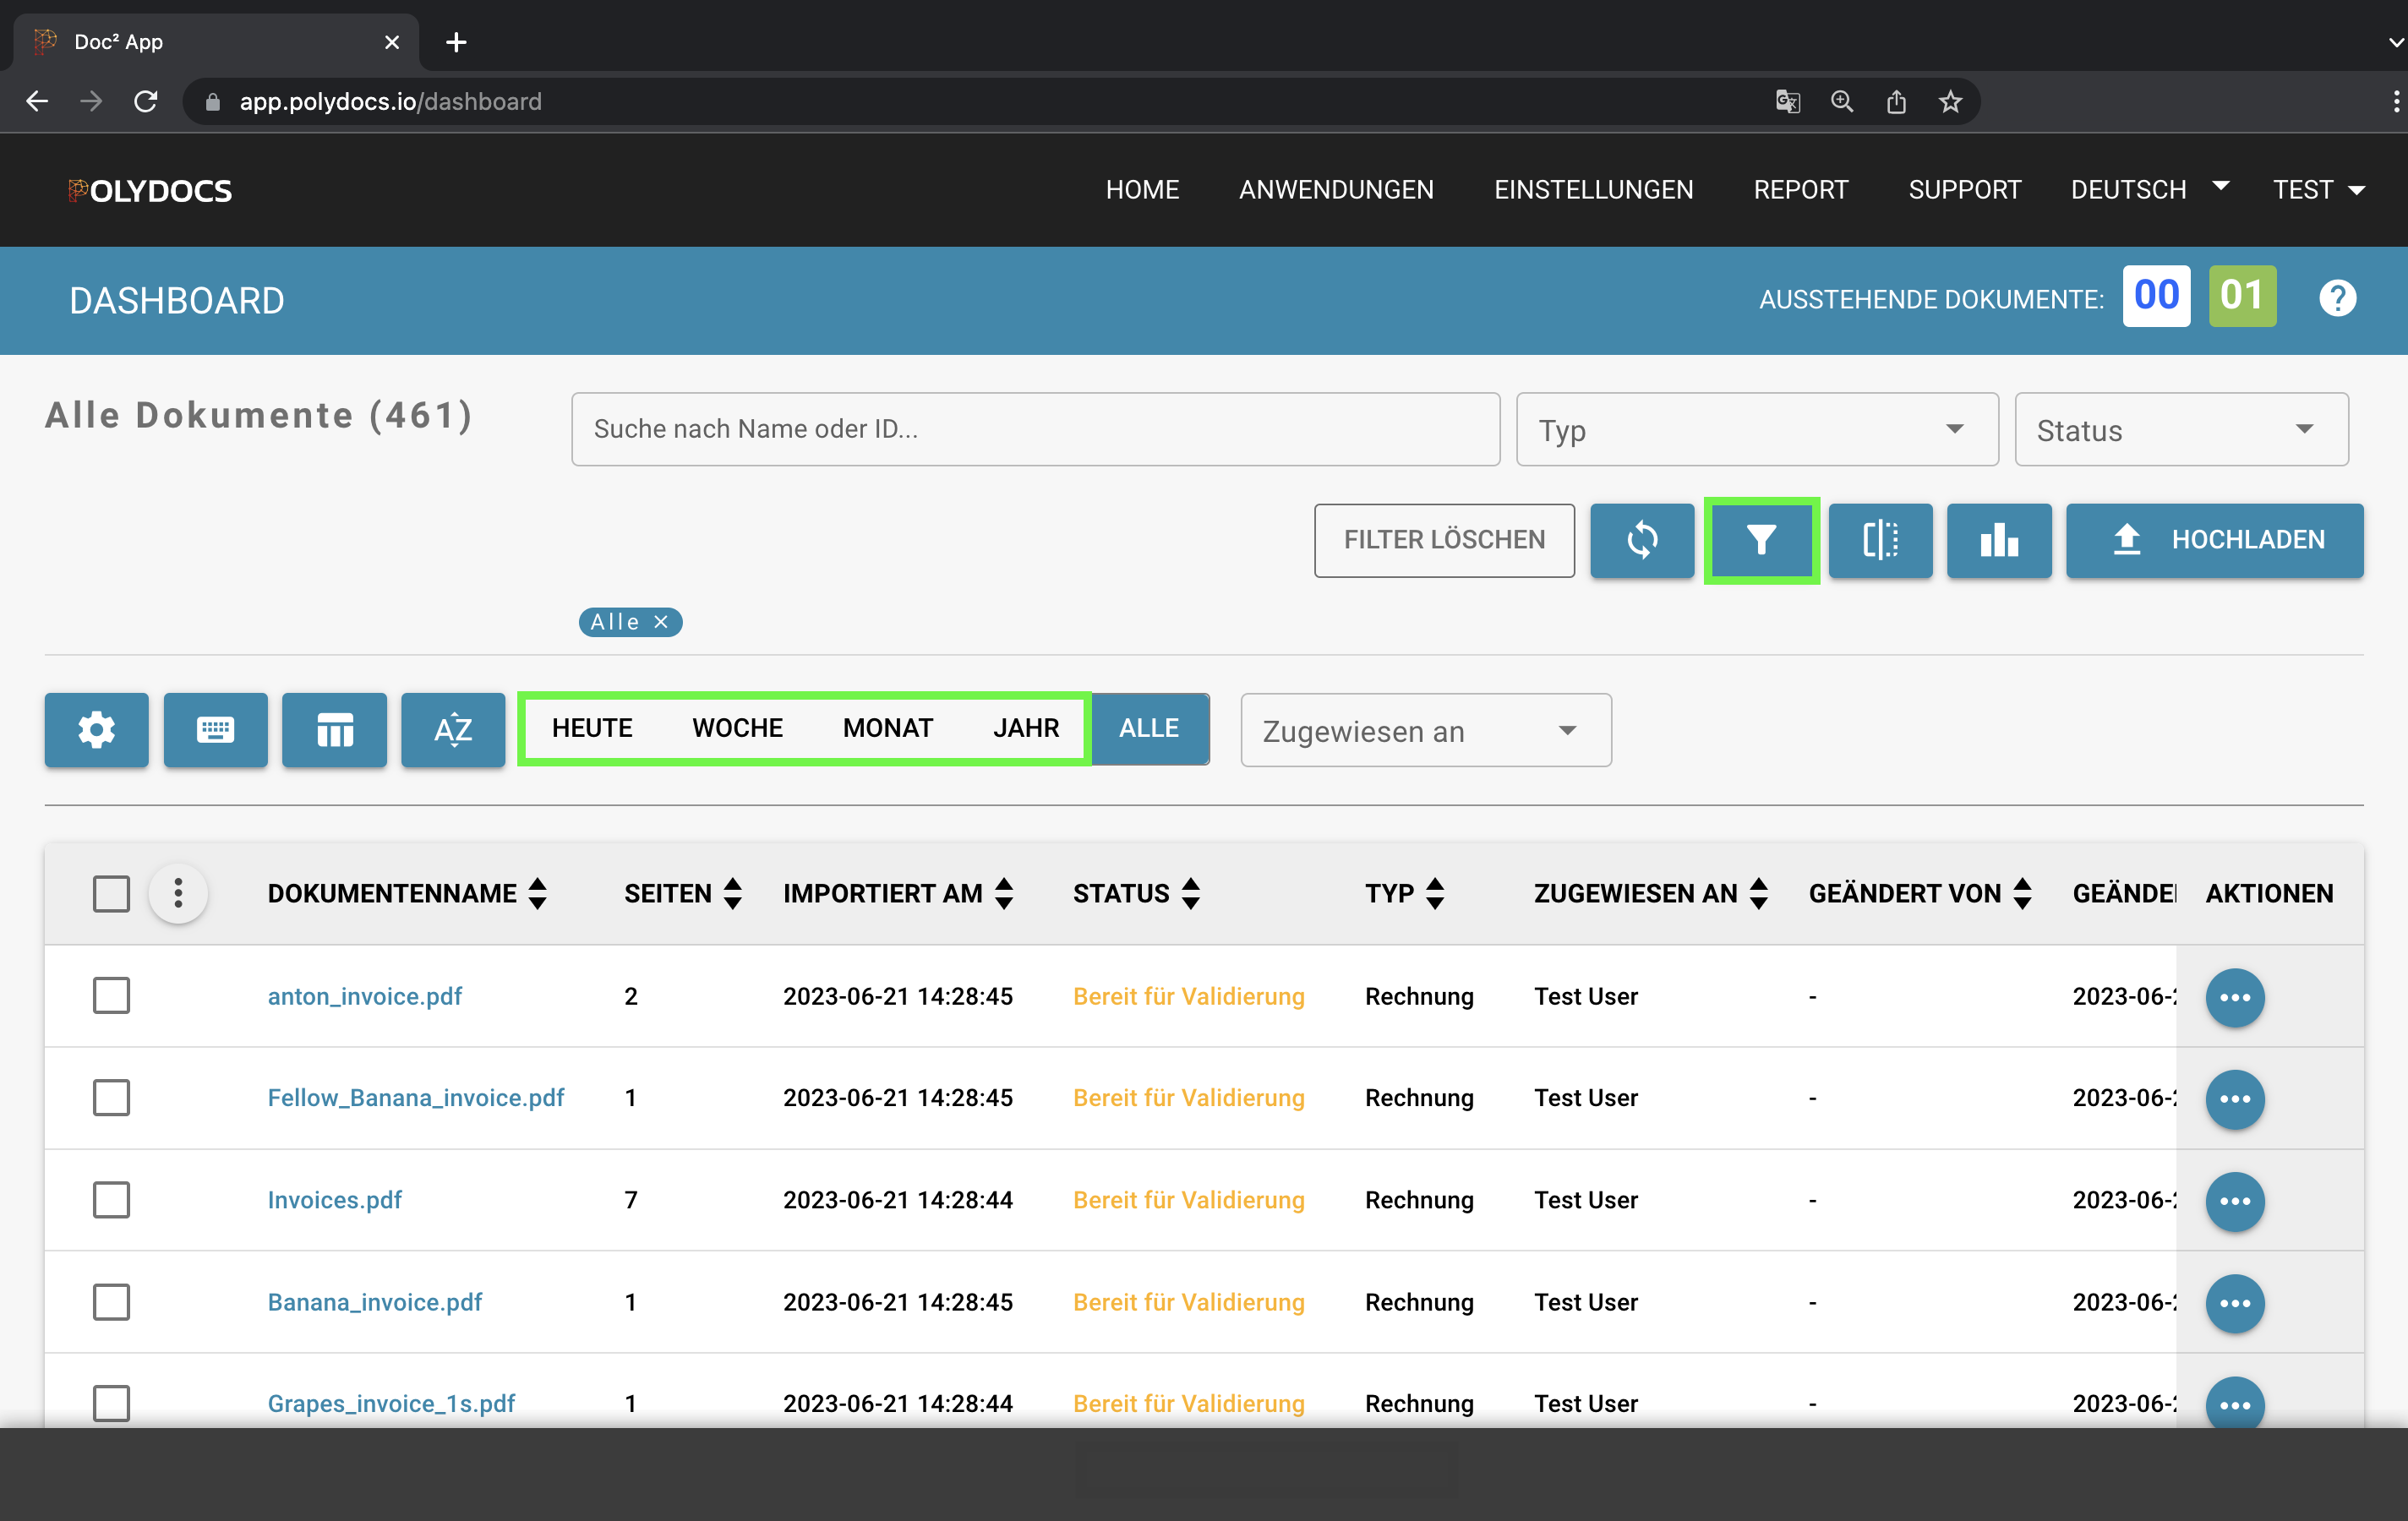 Doc² App
app.polydocs.io/dashboard
POLYDOCS
HOME ANWENDUNGEN EINSTELLUNGEN REPORT SUPPORT DEUTSCH TEST
DASHBOARD
AUSSTEHENDE DOKUMENTE: 00 01 ?
Alle Dokumente (461)
Suche nach Name oder ID...
Typ
Status
FILTER LÖSCHEN
HOCHLADEN
Alle ×
AZ
HEUTE WOCHE MONAT JAHR ALLE
Zugewiesen an
DOKUMENTENNAME SEITEN IMPORTIERT AM STATUS TYP ZUGEWIESEN AN GEÄNDERT VON GEÄNDE AKTIONEN
anton_invoice.pdf 2 2023-06-21 14:28:45 Bereit für Validierung Rechnung Test User - 2023-06-
Fellow_Banana_invoice.pdf 1 2023-06-21 14:28:45 Bereit für Validierung Rechnung Test User - 2023-06-
Invoices.pdf 7 2023-06-21 14:28:44 Bereit für Validierung Rechnung Test User - 2023-06-
Banana_invoice.pdf 1 2023-06-21 14:28:45 Bereit für Validierung Rechnung Test User - 2023-06-
Grapes_invoice_1s.pdf 1 2023-06-21 14:28:44 Bereit für Validierung Rechnung Test User - 2023-06-